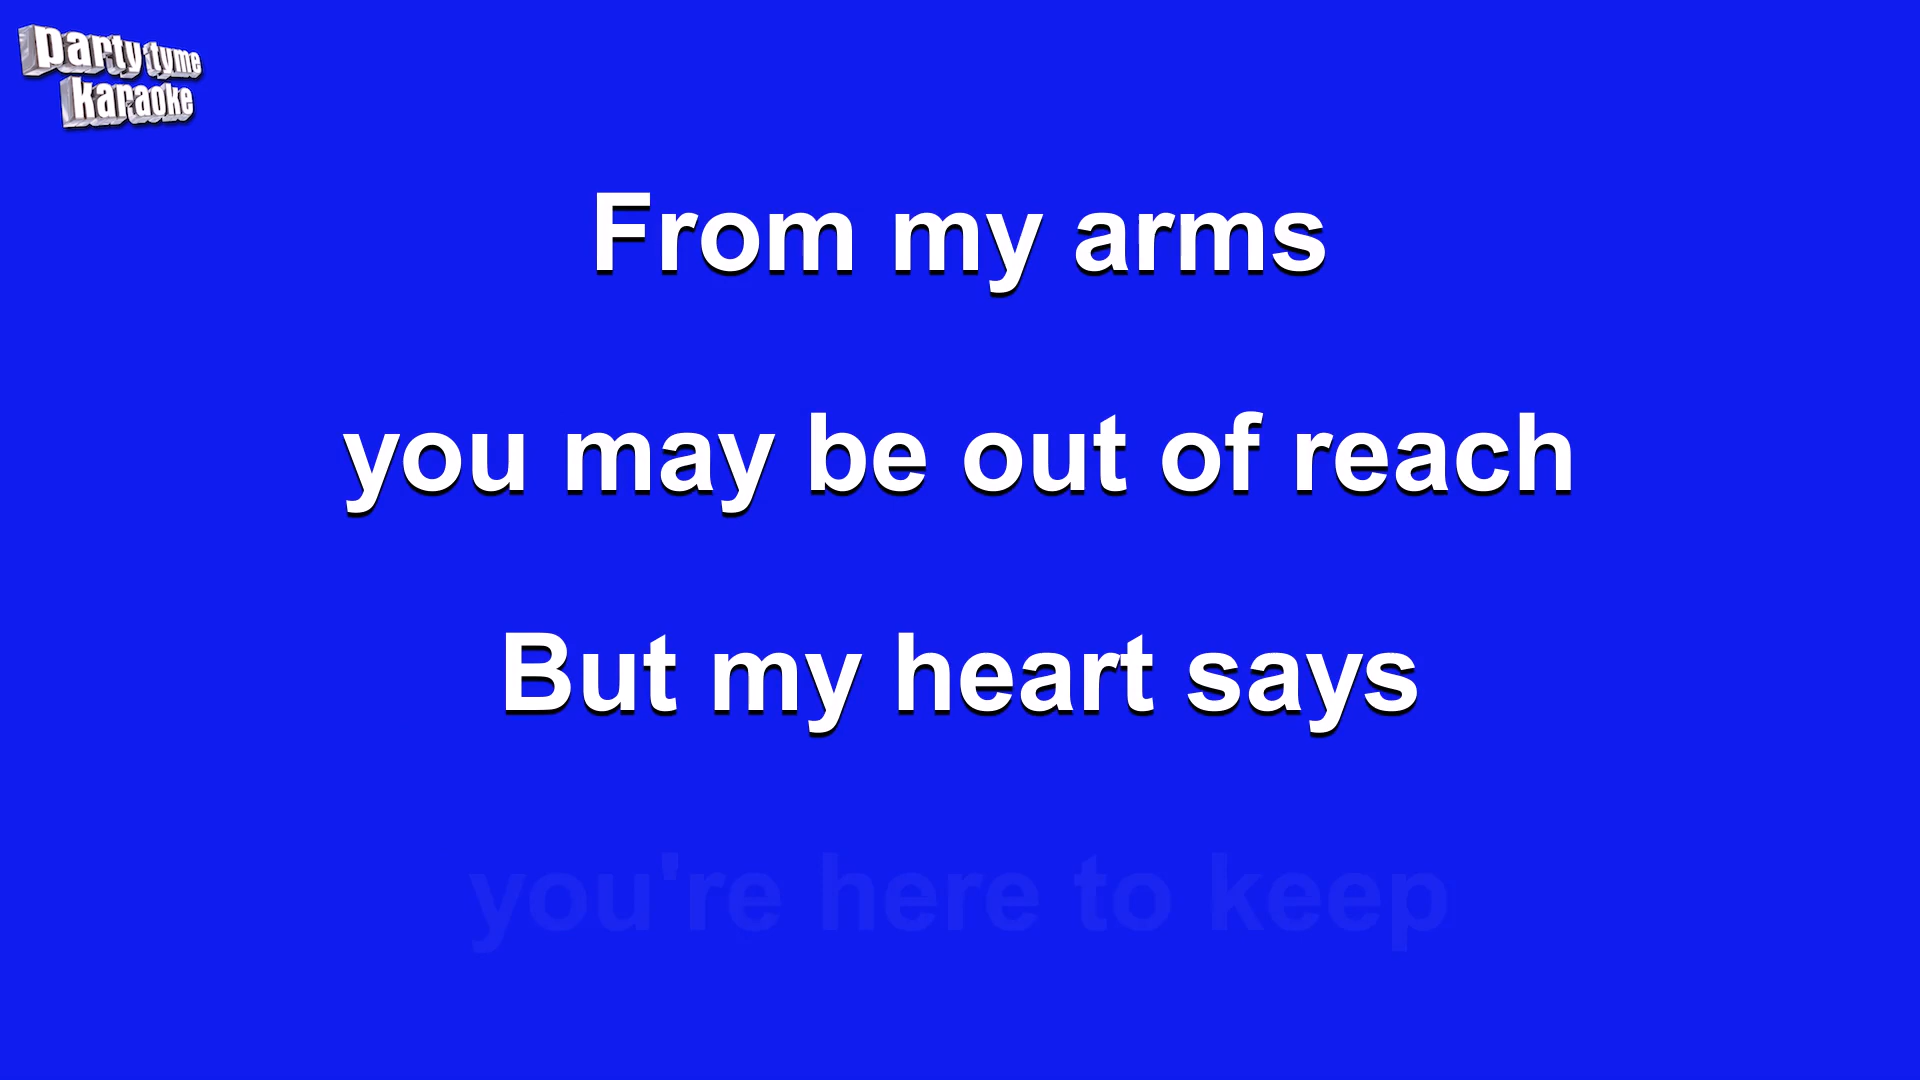 party tyme
karaoke
From my arms
you may be out of reach
But my heart says
you're here to keep